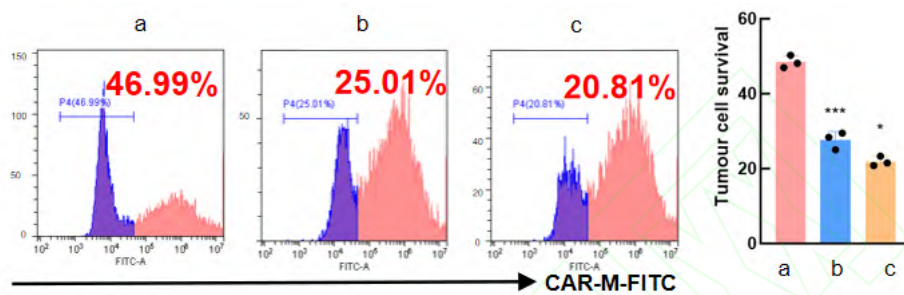 a
46.99%
P4(46.99%)
150
100
50
0
10² 10³ 10⁴ 10⁵ 10⁶ 10⁷
FITC-A
b
25.01%
P4(25.01%)
50
0
10² 10³ 10⁴ 10⁵ 10⁶ 10⁷
FITC-A
c
20.81%
P4(20.81%)
60
40
20
0
10² 10³ 10⁴ 10⁵ 10⁶ 10⁷
FITC-A
CAR-M-FITC
Tumour cell survival
60
40
20
0
***
*
a b c